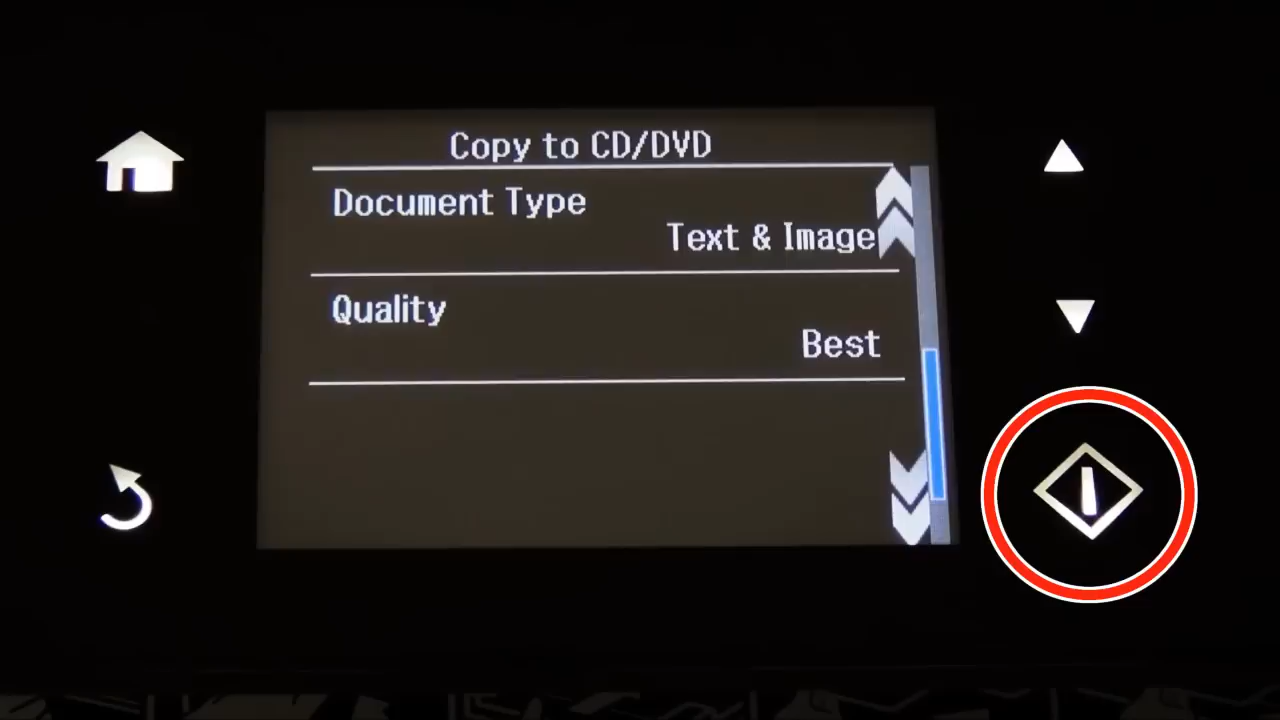 Copy to CD/DVD
Document Type
Text & Image
Quality
Best